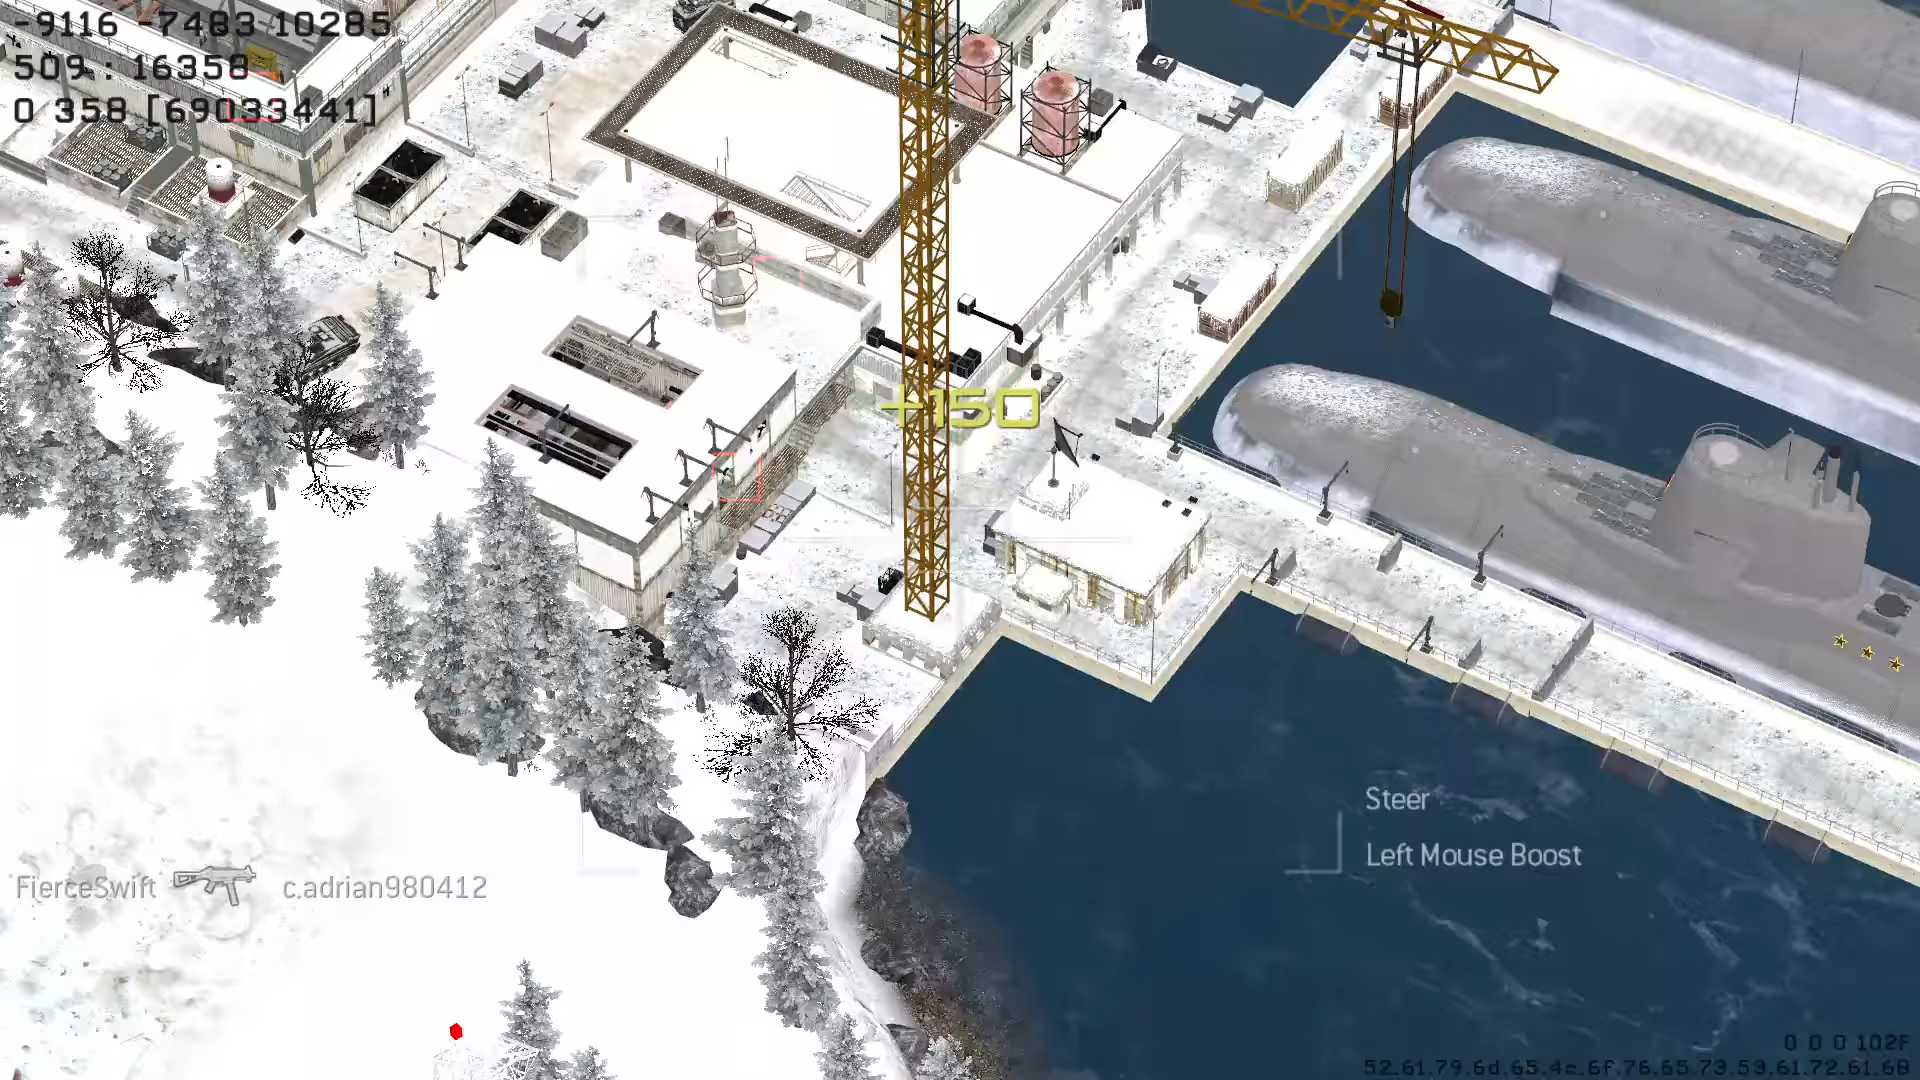 -9116 -7483 10285
509 : 16358
0 358 [69033441]
+150
Steer
Left Mouse Boost
FierceSwift c.adrian980412
0 0 0 102F
52.61.79.6d.65.4c.6f.76.65.73.53.61.72.61.68